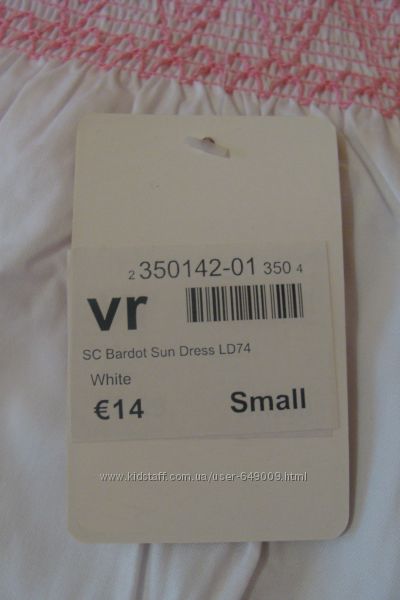 2 350142-01 350 4
vr
SC Bardot Sun Dress LD74
White
€14 Small
www.kidstaff.com.ua/user-649009.html